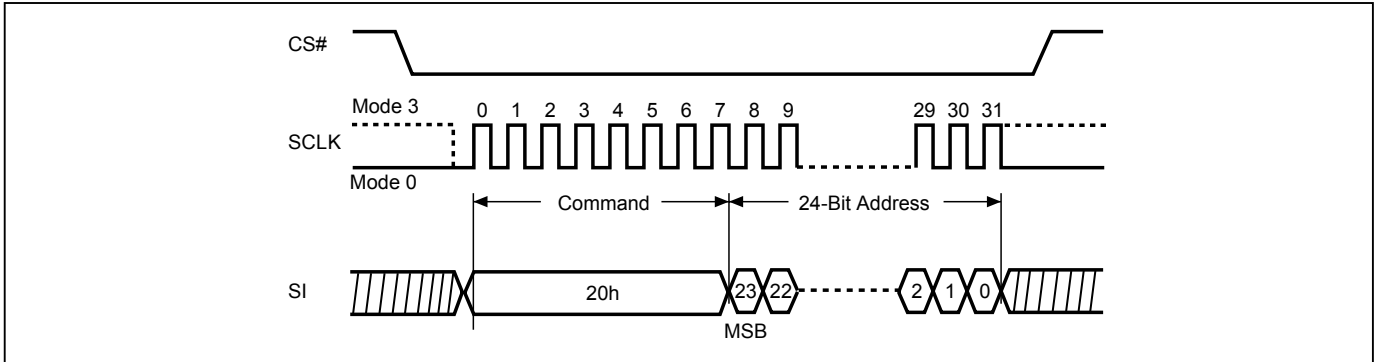 CS#
Mode 3
0 1 2 3 4 5 6 7 8 9 29 30 31
SCLK
Mode 0
Command 24-Bit Address
SI 20h 23 22 2 1 0
MSB